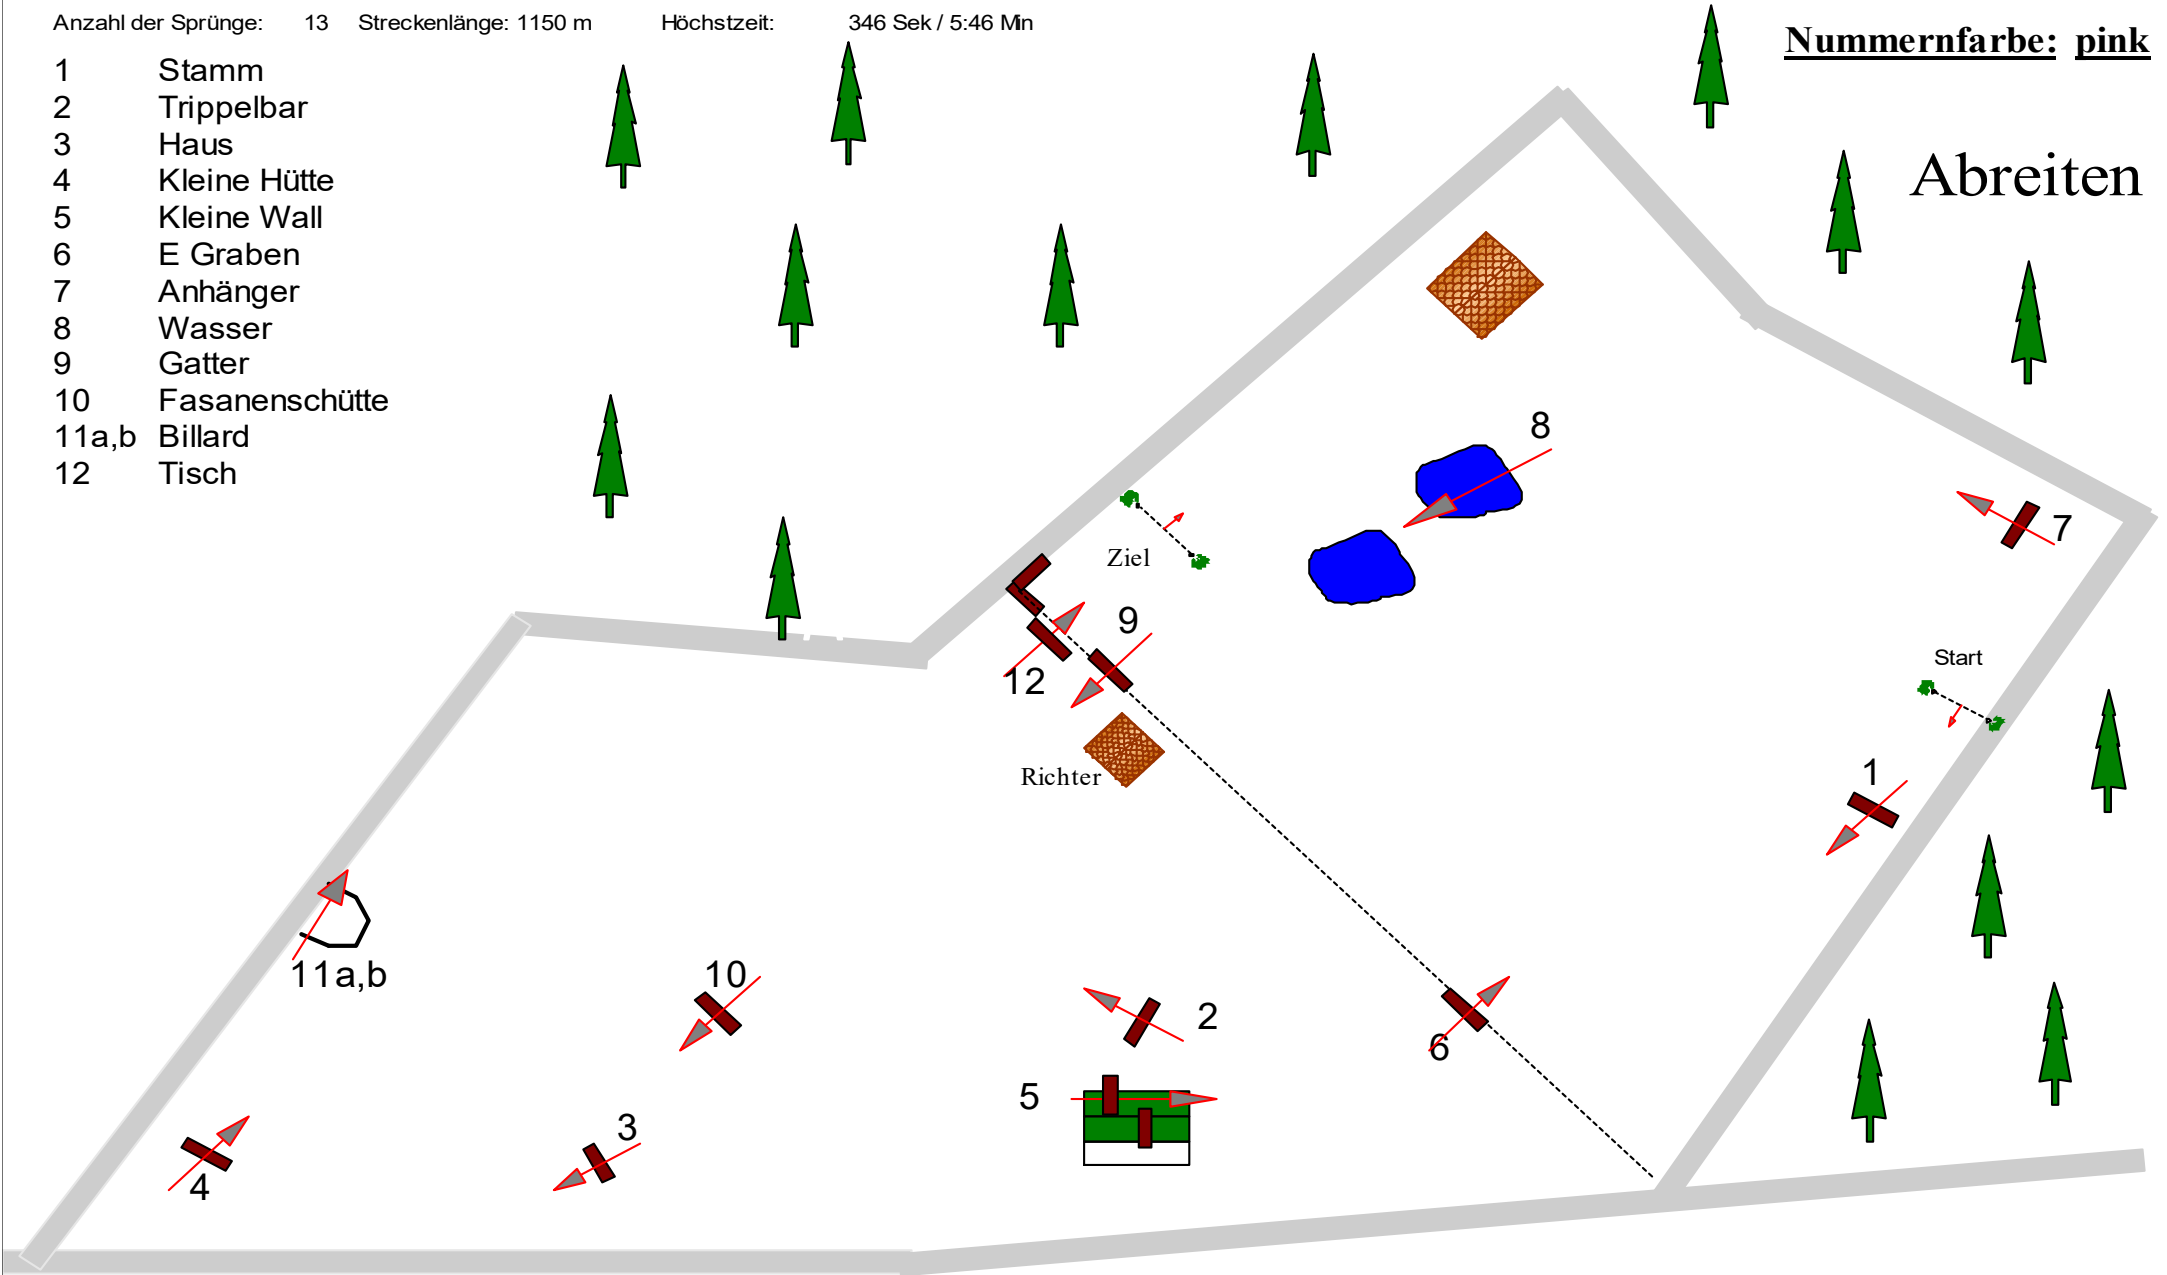 Anzahl der Sprünge: 13 Streckenlänge: 1150 m Höchstzeit: 346 Sek / 5:46 Min
Nummernfarbe: pink
1 Stamm
2 Trippelbar
3 Haus
4 Kleine Hütte
5 Kleine Wall
6 E Graben
7 Anhänger
8 Wasser
9 Gatter
10 Fasanenschütte
11a,b Billard
12 Tisch
Abreiten
8
7
Ziel
9
Start
12
Richter
1
11a,b
10
2
6
5
3
4